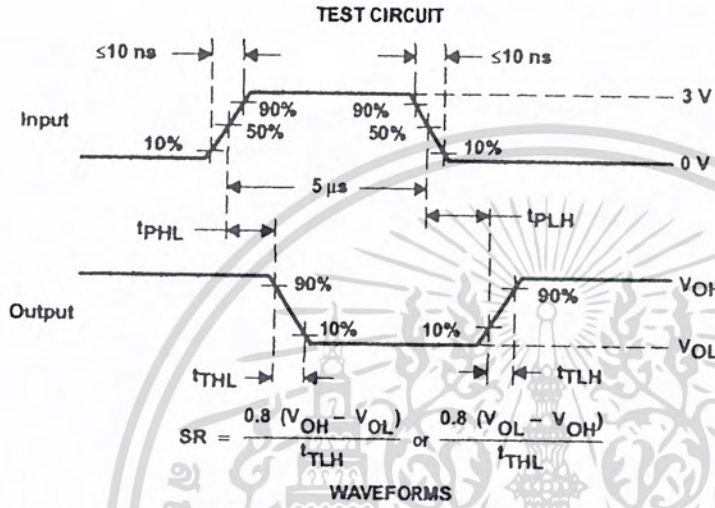 TEST CIRCUIT
≤10 ns
≤10 ns
Input
90%
90%
3 V
50%
50%
10%
10%
0 V
5 µs
tPHL
tPLH
Output
90%
90%
VOH
10%
10%
VOL
tTHL
tTLH
SR = 0.8 (VOH – VOL) / tTLH or 0.8 (VOL – VOH) / tTHL
WAVEFORMS